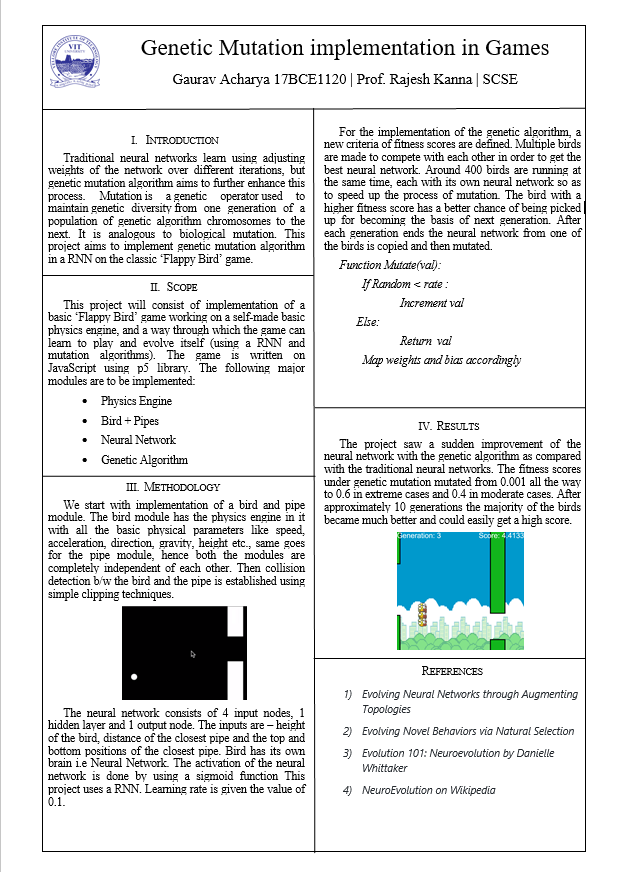 VIT
UNIVERSITY
Genetic Mutation implementation in Games
Gaurav Acharya 17BCE1120 | Prof. Rajesh Kanna | SCSE
I. INTRODUCTION
Traditional neural networks learn using adjusting
weights of the network over different iterations, but
genetic mutation algorithm aims to further enhance this
process. Mutation is a genetic operator used to
maintain genetic diversity from one generation of a
population of genetic algorithm chromosomes to the
next. It is analogous to biological mutation. This
project aims to implement genetic mutation algorithm
in a RNN on the classic ‘Flappy Bird’ game.
II. SCOPE
This project will consist of implementation of a
basic ‘Flappy Bird’ game working on a self-made basic
physics engine, and a way through which the game can
learn to play and evolve itself (using a RNN and
mutation algorithms). The game is written on
JavaScript using p5 library. The following major
modules are to be implemented:
• Physics Engine
• Bird + Pipes
• Neural Network
• Genetic Algorithm
III. METHODOLOGY
We start with implementation of a bird and pipe
module. The bird module has the physics engine in it
with all the basic physical parameters like speed,
acceleration, direction, gravity, height etc., same goes
for the pipe module, hence both the modules are
completely independent of each other. Then collision
detection b/w the bird and the pipe is established using
simple clipping techniques.
The neural network consists of 4 input nodes, 1
hidden layer and 1 output node. The inputs are – height
of the bird, distance of the closest pipe and the top and
bottom positions of the closest pipe. Bird has its own
brain i.e Neural Network. The activation of the neural
network is done by using a sigmoid function This
project uses a RNN. Learning rate is given the value of
0.1.
For the implementation of the genetic algorithm, a
new criteria of fitness scores are defined. Multiple birds
are made to compete with each other in order to get the
best neural network. Around 400 birds are running at
the same time, each with its own neural network so as
to speed up the process of mutation. The bird with a
higher fitness score has a better chance of being picked
up for becoming the basis of next generation. After
each generation ends the neural network from one of
the birds is copied and then mutated.
Function Mutate(val):
If Random < rate :
Increment val
Else:
Return val
Map weights and bias accordingly
IV. RESULTS
The project saw a sudden improvement of the
neural network with the genetic algorithm as compared
with the traditional neural networks. The fitness scores
under genetic mutation mutated from 0.001 all the way
to 0.6 in extreme cases and 0.4 in moderate cases. After
approximately 10 generations the majority of the birds
became much better and could easily get a high score.
Generation: 3 Score: 4.4133
REFERENCES
1) Evolving Neural Networks through Augmenting
Topologies
2) Evolving Novel Behaviors via Natural Selection
3) Evolution 101: Neuroevolution by Danielle
Whittaker
4) NeuroEvolution on Wikipedia